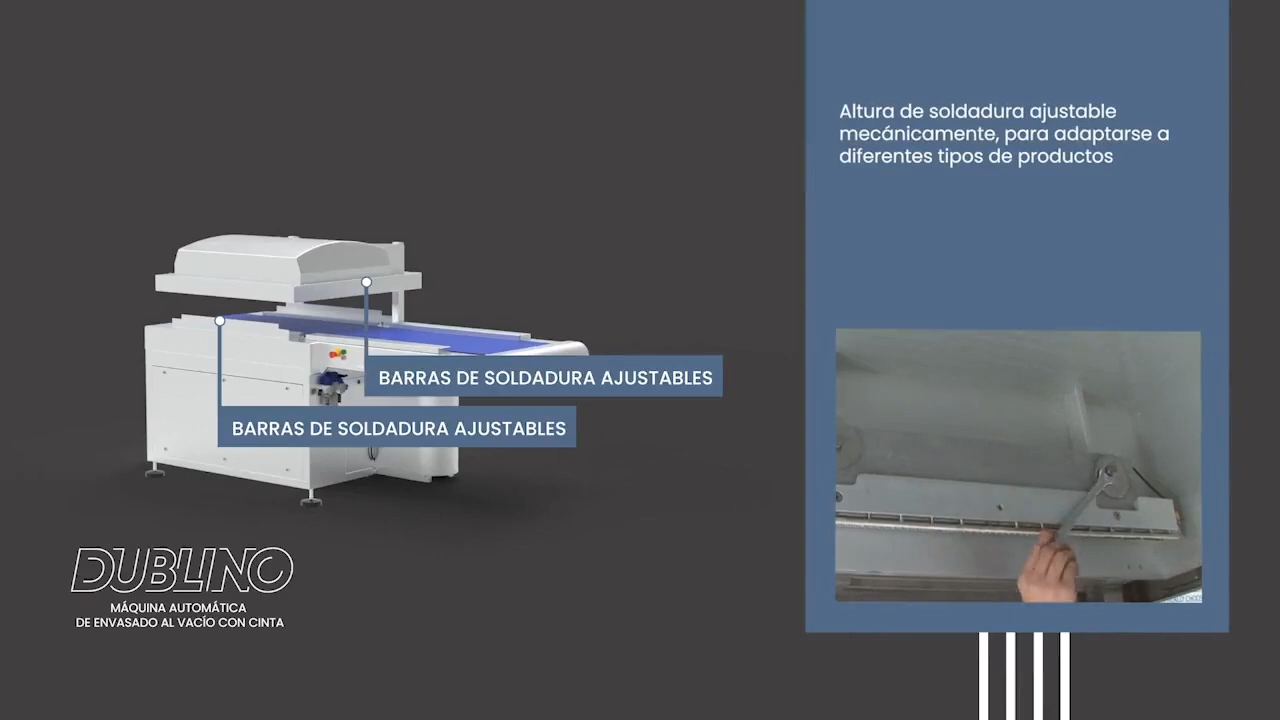 Altura de soldadura ajustable
mecánicamente, para adaptarse a
diferentes tipos de productos
BARRAS DE SOLDADURA AJUSTABLES
BARRAS DE SOLDADURA AJUSTABLES
DUBLINO
MÁQUINA AUTOMÁTICA
DE ENVASADO AL VACÍO CON CINTA